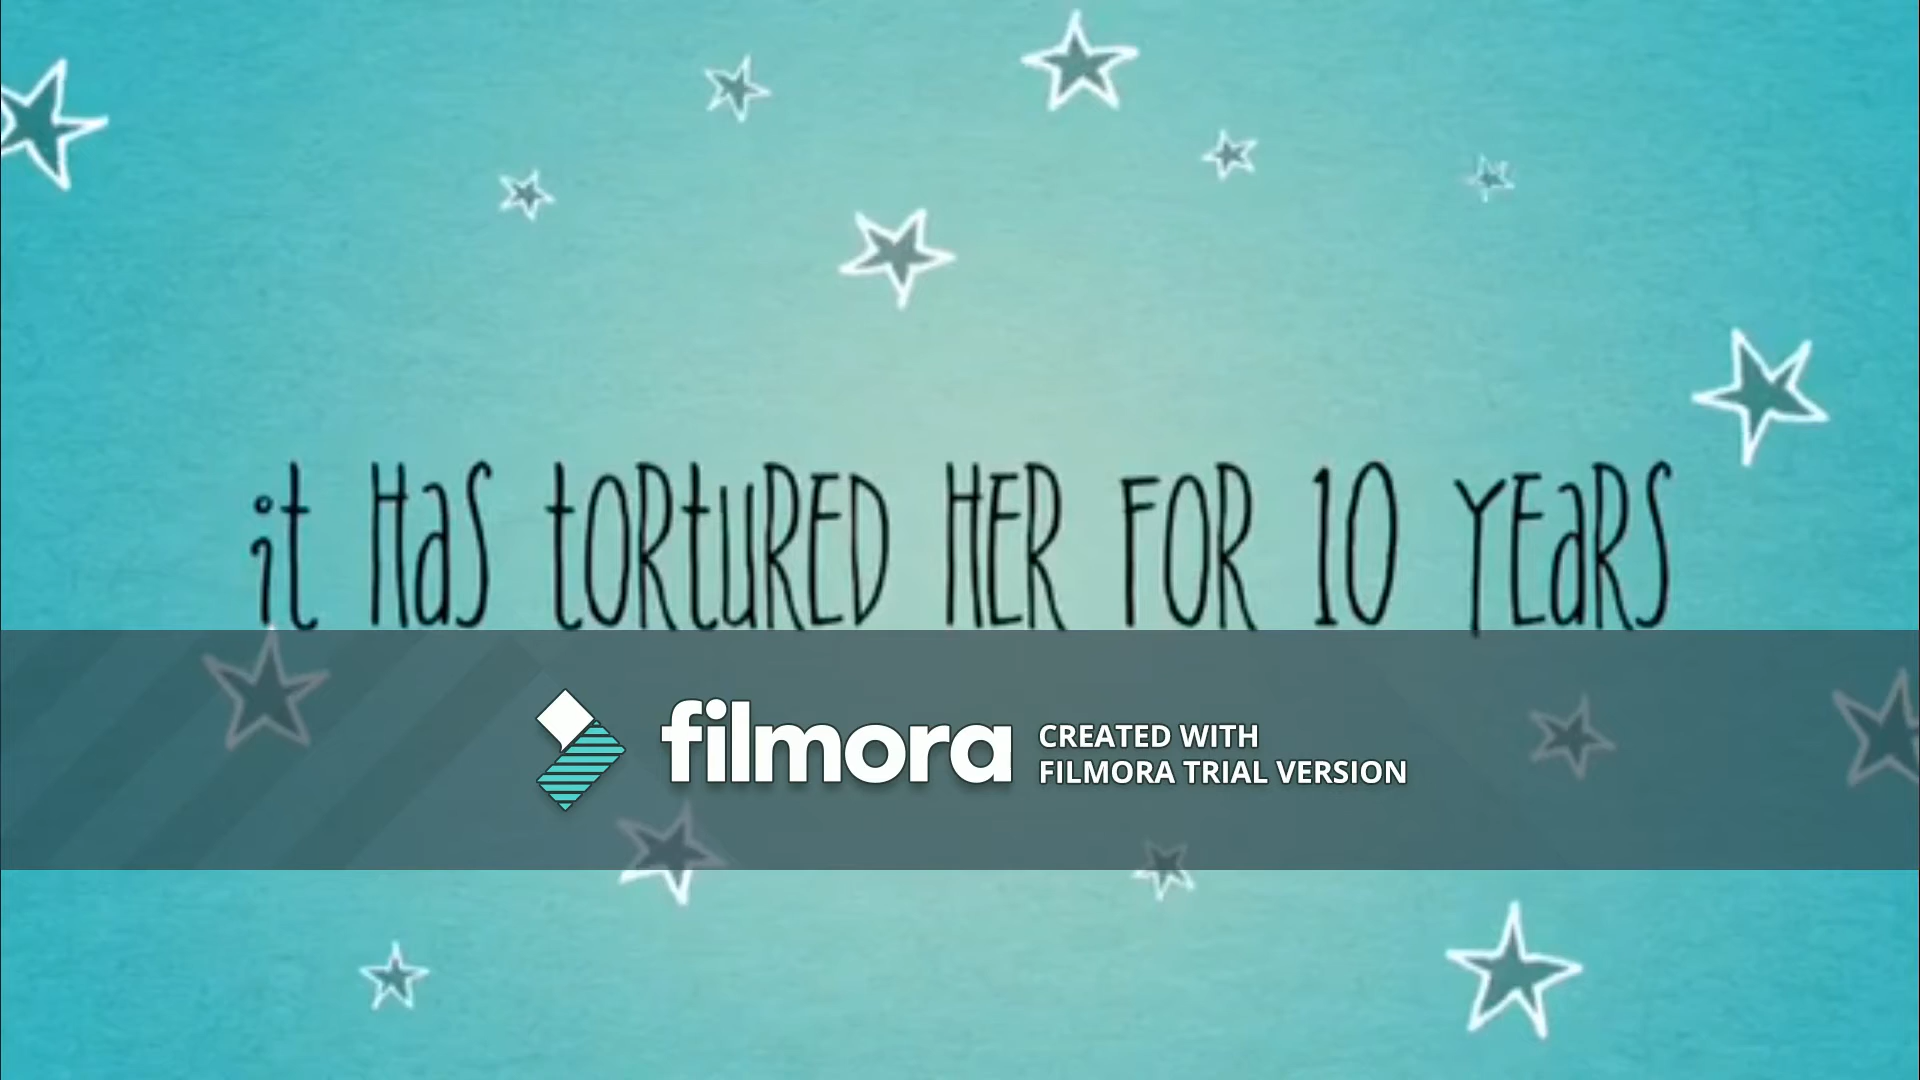 it Has toRtuRED HER FOR 10 YEaRS
filmora
CREATED WITH
FILMORA TRIAL VERSION